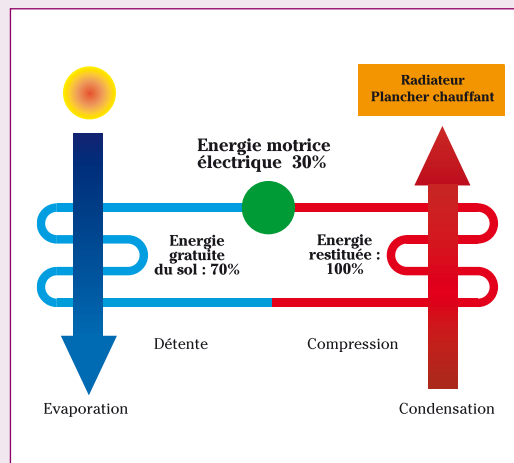 Radiateur
Plancher chauffant
Energie motrice
électrique 30%
Energie
gratuite
du sol : 70%
Energie
restituée :
100%
Détente
Compression
Evaporation
Condensation